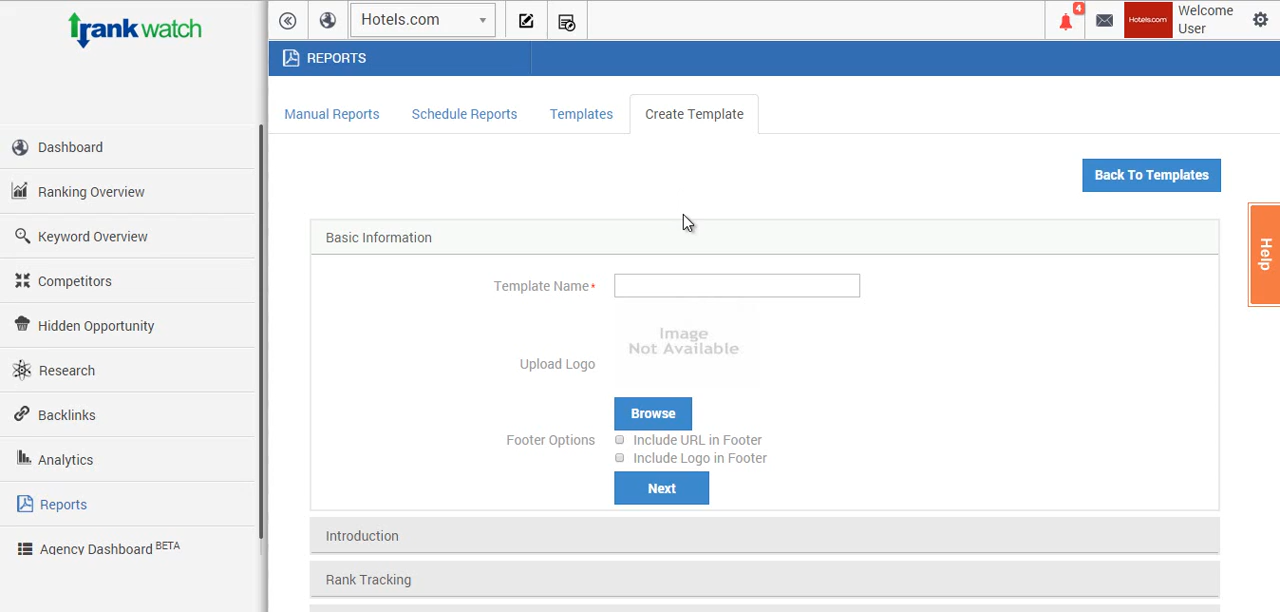 rankwatch
Hotels.com
4
Hotels.com
Welcome
User
REPORTS
Manual Reports
Schedule Reports
Templates
Create Template
Dashboard
Ranking Overview
Keyword Overview
Competitors
Hidden Opportunity
Research
Backlinks
Analytics
Reports
Agency Dashboard BETA
Back To Templates
Help
Basic Information
Template Name*
Image
Not Available
Upload Logo
Browse
Footer Options
Include URL in Footer
Include Logo in Footer
Next
Introduction
Rank Tracking